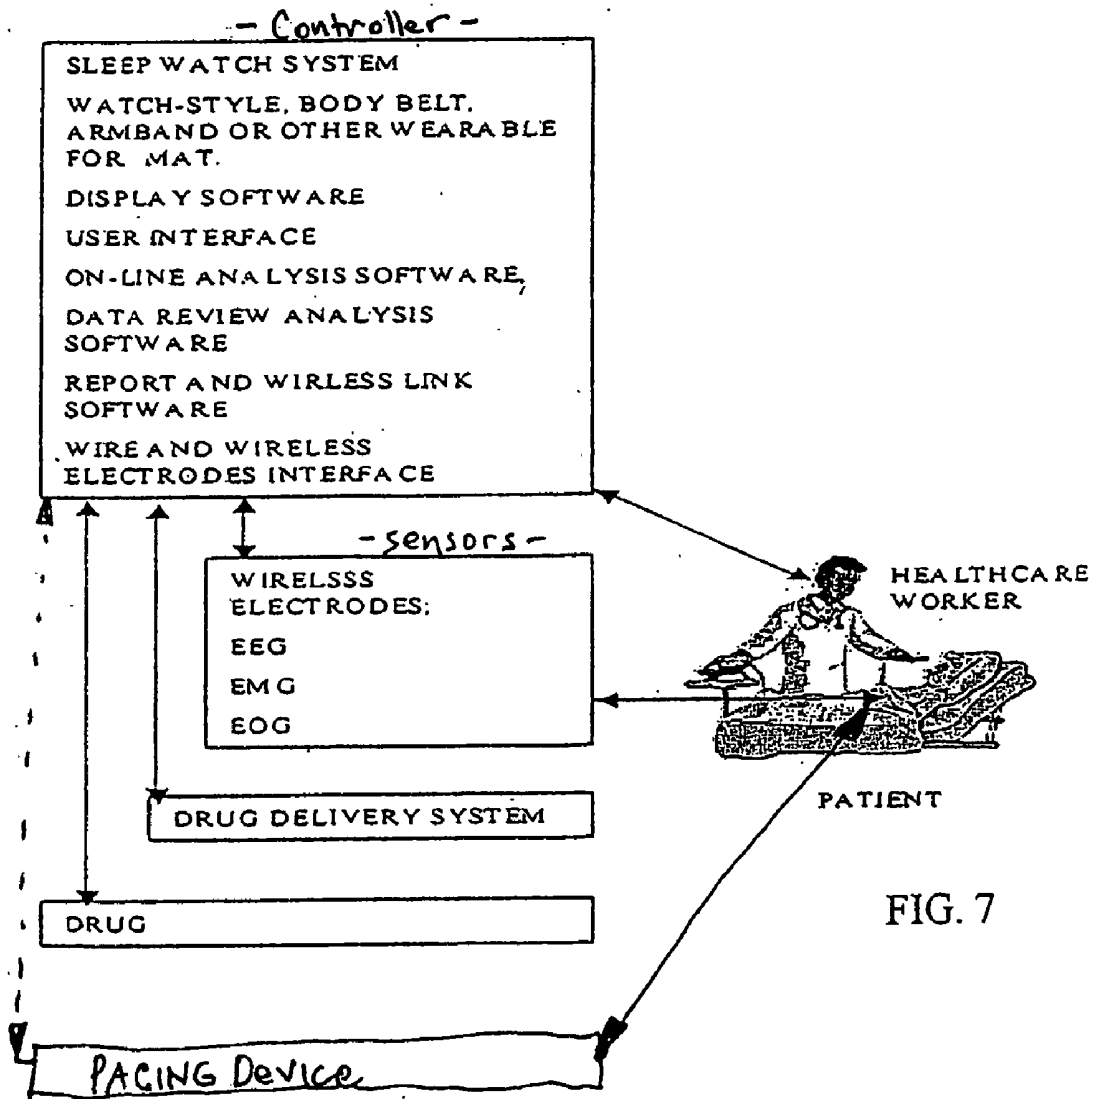 - Controller -
SLEEP WATCH SYSTEM
WATCH-STYLE, BODY BELT.
ARMBAND OR OTHER WEARABLE
FOR MAT.
DISPLAY SOFTWARE
USER INTERFACE
ON-LINE ANALYSIS SOFTWARE,
DATA REVIEW ANALYSIS
SOFTWARE
REPORT AND WIRLESS LINK
SOFTWARE
WIRE AND WIRELESS
ELECTRODES INTERFACE
- Sensors -
WIRELSSS
ELECTRODES:
EEG
EMG
EOG
HEALTHCARE
WORKER
PATIENT
DRUG DELIVERY SYSTEM
DRUG
FIG. 7
PACING Device